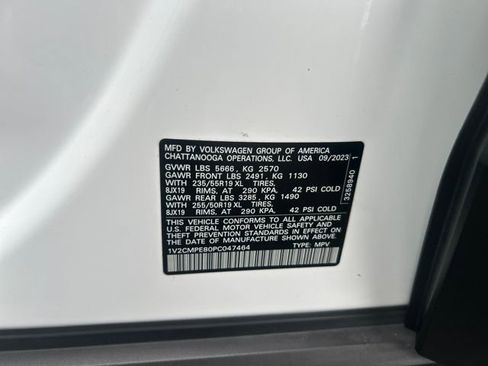 MFD BY VOLKSWAGEN GROUP OF AMERICA
CHATTANOOGA OPERATIONS, LLC. USA 09/2023
GVWR LBS 5666, KG 2570
GAWR FRONT LBS 2491, KG 1130
WITH 235/55R19 XL TIRES,
8JX19 RIMS, AT 290 KPA, 42 PSI COLD
GAWR REAR LBS 3285, KG 1490
WITH 255/50R19 XL TIRES,
8JX19 RIMS, AT 290 KPA, 42 PSI COLD
THIS VEHICLE CONFORMS TO ALL APPLICABLE
U.S. FEDERAL MOTOR VEHICLE SAFETY
STANDARDS IN EFFECT ON THE DATE OF
MANUFACTURE SHOWN ABOVE.
1V2CMPE80PC047464 TYPE: MPV
3258940 1